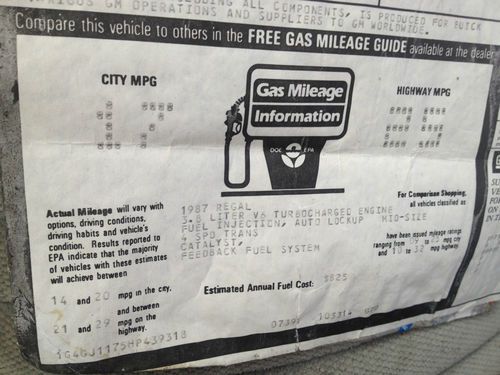 ALL COMPONENTS, IS PRODUCED FOR BUICK
GM OPERATIONS AND SUPPLIERS TO GM WORLDWIDE.
Compare this vehicle to others in the FREE GAS MILEAGE GUIDE available at the dealer
CITY MPG
17
Gas Mileage
Information
DOE EPA
HIGHWAY MPG
25
Actual Mileage will vary with
options, driving conditions,
driving habits and vehicle's
condition. Results reported to
EPA indicate that the majority
of vehicles with these estimates
will achieve between
14 and 20 mpg in the city,
and between
21 and 29 mpg on the
highway.
1987 REGAL
3.8 LITER V6 TURBOCHARGED ENGINE
FUEL INJECTION, AUTO LOCKUP
4 SPD TRANS
CATALYST,
FEEDBACK FUEL SYSTEM
Estimated Annual Fuel Cost: $825
For Comparison Shopping,
all vehicles classified as
MID-SIZE
have been issued mileage ratings
ranging from 09 to mpg city
and 10 to 32 mpg highway.
1G4GJ1175HP439318